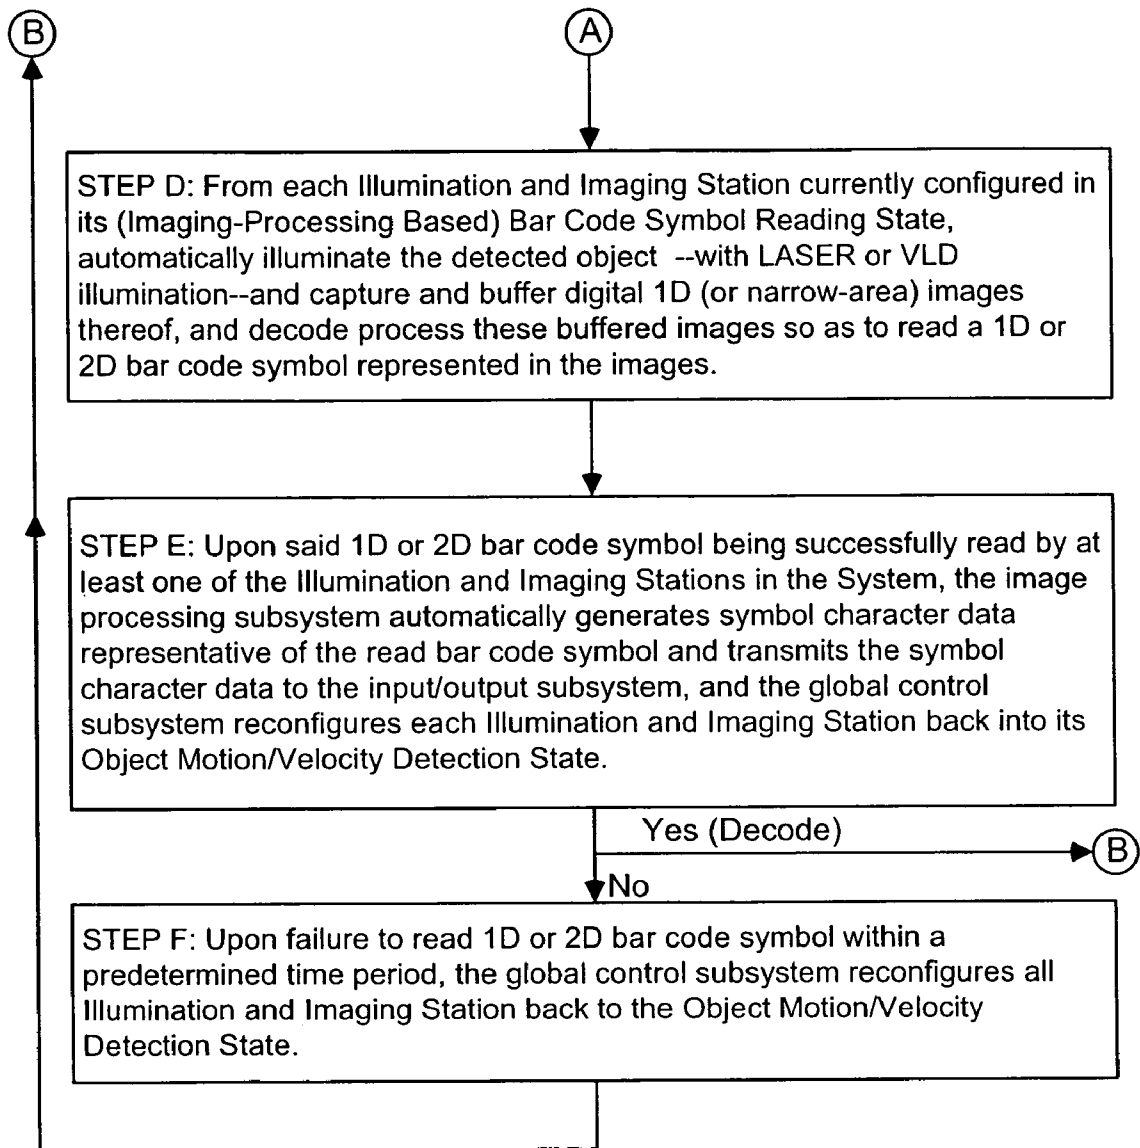 B
A
STEP D: From each Illumination and Imaging Station currently configured in
its (Imaging-Processing Based) Bar Code Symbol Reading State,
automatically illuminate the detected object --with LASER or VLD
illumination--and capture and buffer digital 1D (or narrow-area) images
thereof, and decode process these buffered images so as to read a 1D or
2D bar code symbol represented in the images.
STEP E: Upon said 1D or 2D bar code symbol being successfully read by at
least one of the Illumination and Imaging Stations in the System, the image
processing subsystem automatically generates symbol character data
representative of the read bar code symbol and transmits the symbol
character data to the input/output subsystem, and the global control
subsystem reconfigures each Illumination and Imaging Station back into its
Object Motion/Velocity Detection State.
Yes (Decode)
B
No
STEP F: Upon failure to read 1D or 2D bar code symbol within a
predetermined time period, the global control subsystem reconfigures all
Illumination and Imaging Station back to the Object Motion/Velocity
Detection State.